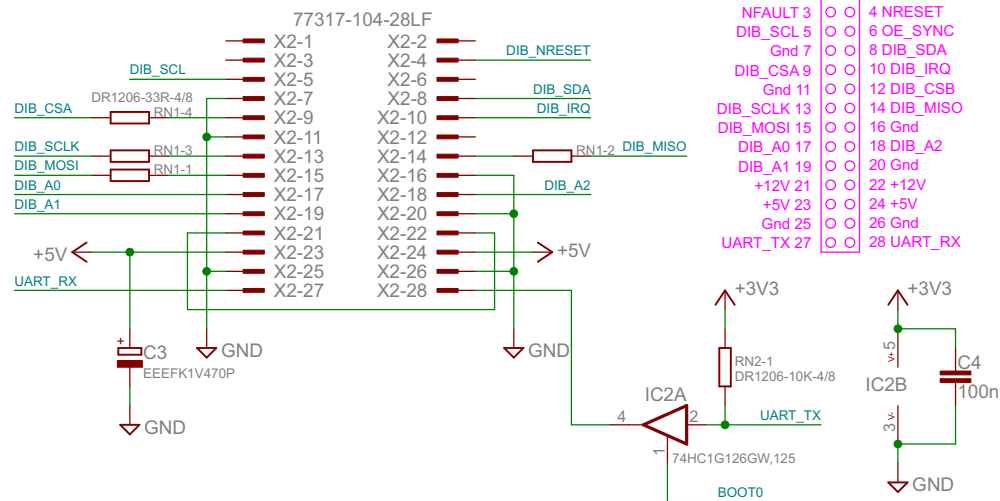 77317-104-28LF
X2-1
X2-2
X2-3
X2-4
DIB_NRESET
DIB_SCL
X2-5
X2-6
X2-7
X2-8
DIB_SDA
DR1206-33R-4/8
DIB_CSA
RN1-4
X2-9
X2-10
DIB_IRQ
X2-11
X2-12
DIB_SCLK
RN1-3
X2-13
X2-14
RN1-2
DIB_MISO
DIB_MOSI
RN1-1
X2-15
X2-16
DIB_A0
X2-17
X2-18
DIB_A2
DIB_A1
X2-19
X2-20
X2-21
X2-22
+5V
X2-23
X2-24
+5V
X2-25
X2-26
UART_RX
X2-27
X2-28
GND
GND
+
C3
EEEFK1V470P
GND
NFAULT 3
4 NRESET
DIB_SCL 5
6 OE_SYNC
Gnd 7
8 DIB_SDA
DIB_CSA 9
10 DIB_IRQ
Gnd 11
12 DIB_CSB
DIB_SCLK 13
14 DIB_MISO
DIB_MOSI 15
16 Gnd
DIB_A0 17
18 DIB_A2
DIB_A1 19
20 Gnd
+12V 21
22 +12V
+5V 23
24 +5V
Gnd 25
26 Gnd
UART_TX 27
28 UART_RX
+3V3
RN2-1
DR1206-10K-4/8
IC2A
4
2
1
UART_TX
74HC1G126GW,125
BOOT0
+3V3
V+
5
IC2B
3
V-
C4
100n
GND